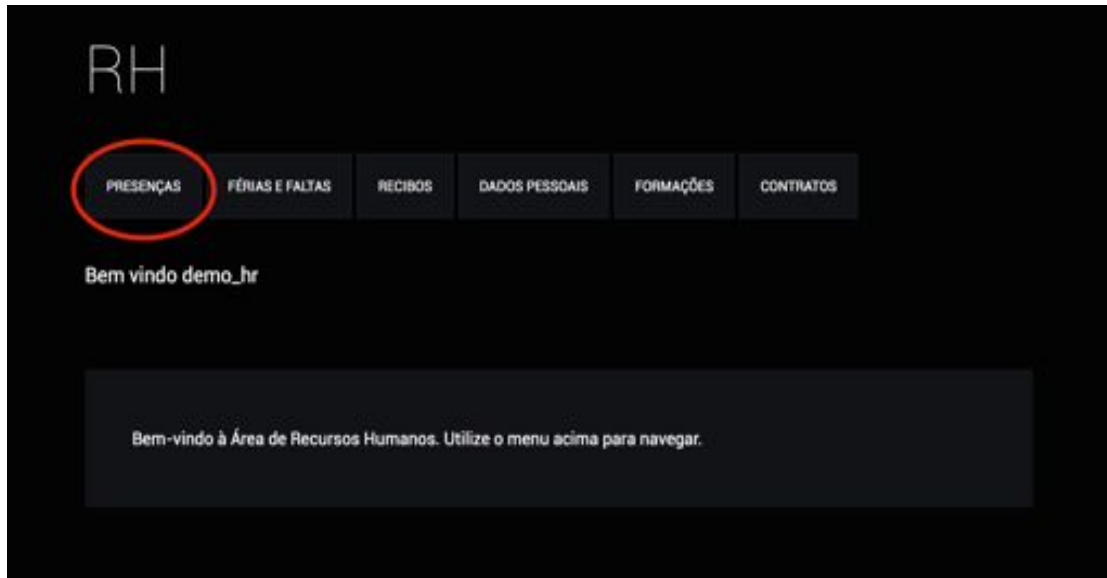 RH
PRESENÇAS FÉRIAS E FALTAS RECIBOS DADOS PESSOAIS FORMAÇÕES CONTRATOS
Bem vindo demo_hr
Bem-vindo à Área de Recursos Humanos. Utilize o menu acima para navegar.